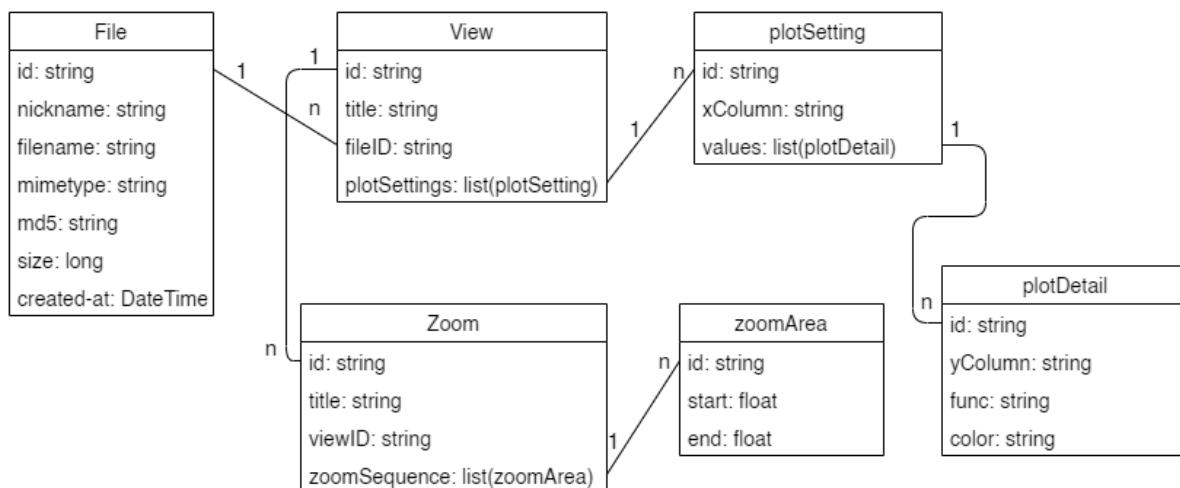 File
id: string
nickname: string
filename: string
mimetype: string
md5: string
size: long
created-at: DateTime
1
n
View
1
id: string
title: string
fileID: string
plotSettings: list(plotSetting)
1
n
plotSetting
id: string
xColumn: string
values: list(plotDetail)
1
n
plotDetail
id: string
yColumn: string
func: string
color: string
n
Zoom
id: string
title: string
viewID: string
zoomSequence: list(zoomArea)
1
n
zoomArea
id: string
start: float
end: float